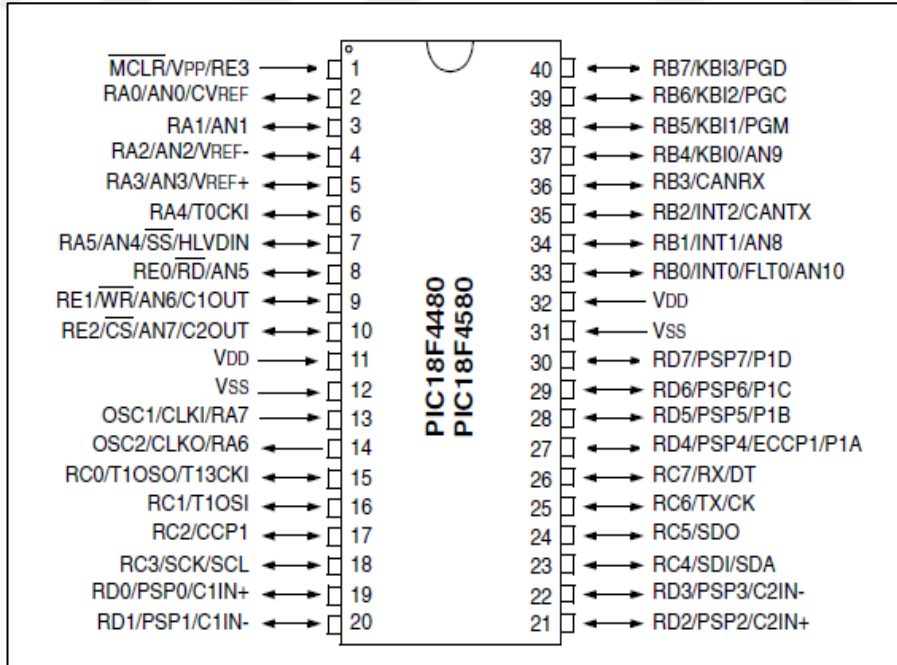 MCLR/VPP/RE3 1
RA0/AN0/CVREF 2
RA1/AN1 3
RA2/AN2/VREF- 4
RA3/AN3/VREF+ 5
RA4/T0CKI 6
RA5/AN4/SS/HLVDIN 7
RE0/RD/AN5 8
RE1/WR/AN6/C1OUT 9
RE2/CS/AN7/C2OUT 10
VDD 11
VSS 12
OSC1/CLKI/RA7 13
OSC2/CLKO/RA6 14
RC0/T1OSO/T13CKI 15
RC1/T1OSI 16
RC2/CCP1 17
RC3/SCK/SCL 18
RD0/PSP0/C1IN+ 19
RD1/PSP1/C1IN- 20
PIC18F4480
PIC18F4580
40 RB7/KBI3/PGD
39 RB6/KBI2/PGC
38 RB5/KBI1/PGM
37 RB4/KBI0/AN9
36 RB3/CANRX
35 RB2/INT2/CANTX
34 RB1/INT1/AN8
33 RB0/INT0/FLT0/AN10
32 VDD
31 VSS
30 RD7/PSP7/P1D
29 RD6/PSP6/P1C
28 RD5/PSP5/P1B
27 RD4/PSP4/ECCP1/P1A
26 RC7/RX/DT
25 RC6/TX/CK
24 RC5/SDO
23 RC4/SDI/SDA
22 RD3/PSP3/C2IN-
21 RD2/PSP2/C2IN+